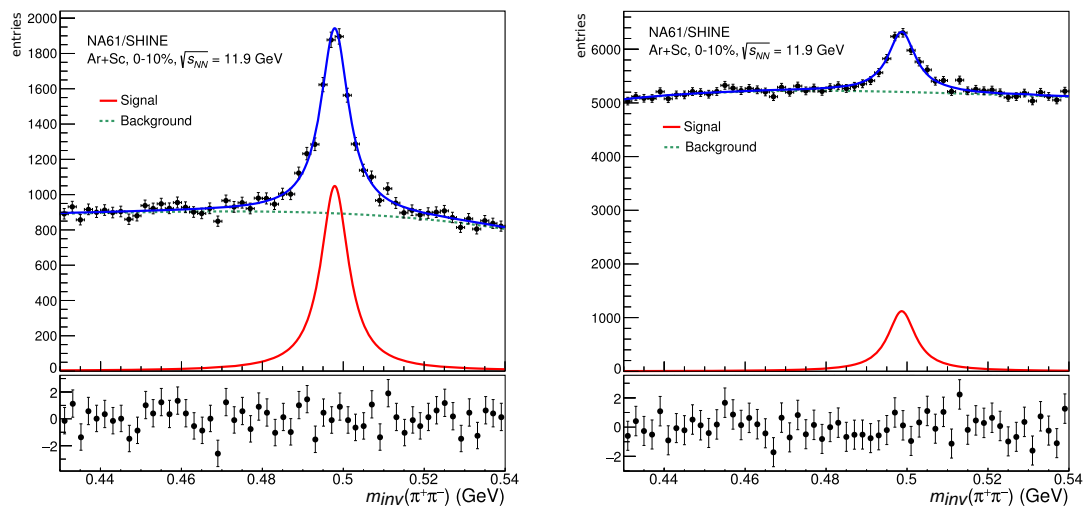 entries
2000
1800
1600
1400
1200
1000
800
600
400
200
0
NA61/SHINE
Ar+Sc, 0-10%, √s_NN = 11.9 GeV
Signal
Background
2
0
−2
0.44 0.46 0.48 0.5 0.52 0.54
m_inv(π⁺π⁻) (GeV)
entries
6000
5000
4000
3000
2000
1000
0
NA61/SHINE
Ar+Sc, 0-10%, √s_NN = 11.9 GeV
Signal
Background
2
0
−2
0.44 0.46 0.48 0.5 0.52 0.54
m_inv(π⁺π⁻) (GeV)